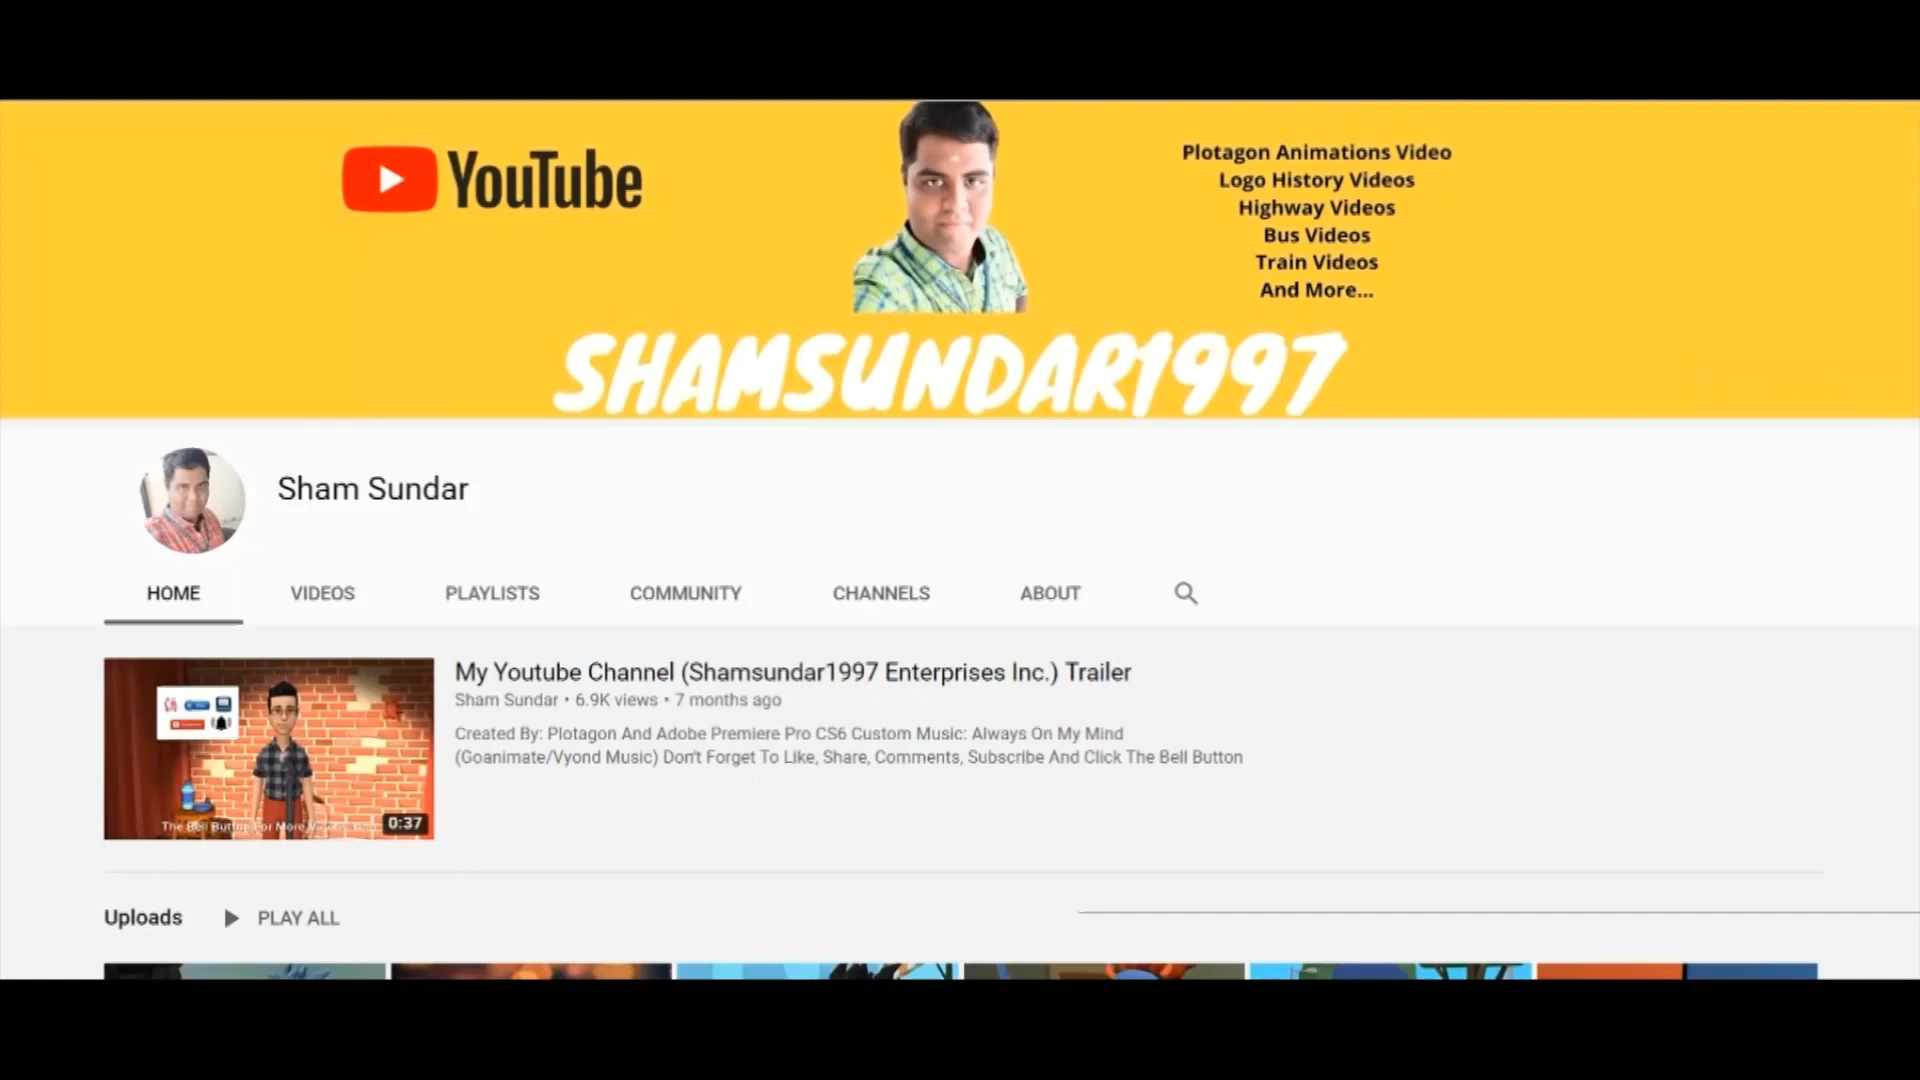 YouTube
Plotagon Animations Video
Logo History Videos
Highway Videos
Bus Videos
Train Videos
And More...
SHAMSUNDAR1997
Sham Sundar
HOME VIDEOS PLAYLISTS COMMUNITY CHANNELS ABOUT
My Youtube Channel (Shamsundar1997 Enterprises Inc.) Trailer
Sham Sundar • 6.9K views • 7 months ago
Created By: Plotagon And Adobe Premiere Pro CS6 Custom Music: Always On My Mind
(Goanimate/Vyond Music) Don't Forget To Like, Share, Comments, Subscribe And Click The Bell Button
The Bell Button For More
0:37
Uploads PLAY ALL